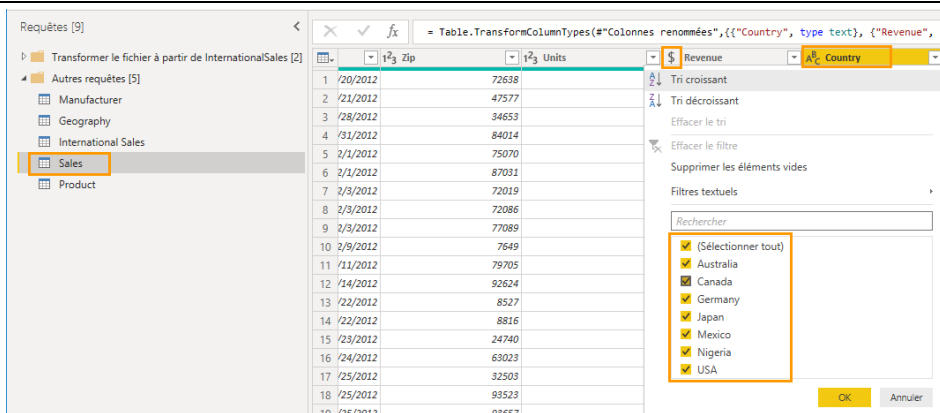 Requêtes [9]
= Table.TransformColumnTypes(#"Colonnes renommées",{{"Country", type text}, {"Revenue",
Transformer le fichier à partir de InternationalSales [2]
Autres requêtes [5]
Manufacturer
Geography
International Sales
Sales
Product
1²3 Zip 1²3 Units $ Revenue ABC Country
1 /20/2012 72638
2 /21/2012 47577
3 /28/2012 34653
4 /31/2012 84014
5 2/1/2012 75070
6 2/1/2012 87031
7 2/3/2012 72019
8 2/3/2012 72086
9 2/3/2012 77089
10 2/9/2012 7649
11 /11/2012 79705
12 /14/2012 92624
13 /22/2012 8527
14 /22/2012 8816
15 /23/2012 24740
16 /24/2012 63023
17 /25/2012 32503
18 /25/2012 93523
Tri croissant
Tri décroissant
Effacer le tri
Effacer le filtre
Supprimer les éléments vides
Filtres textuels
Rechercher
(Sélectionner tout)
Australia
Canada
Germany
Japan
Mexico
Nigeria
USA
OK Annuler